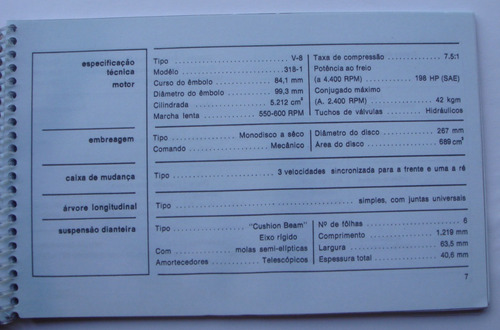 especificação
técnica
motor
Tipo V-8
Modêlo 318-1
Curso do êmbolo 84,1 mm
Diâmetro do êmbolo 99,3 mm
Cilindrada 5.212 cm³
Marcha lenta 550-600 RPM
Taxa de compressão 7.5:1
Potência ao freio
(a 4.400 RPM) 198 HP (SAE)
Conjugado máximo
(A. 2.400 RPM) 42 kgm
Tuchos de válvulas Hidráulicos
embreagem
Tipo Monodisco a sêco
Comando Mecânico
Diâmetro do disco 267 mm
Área do disco 689 cm²
caixa de mudança
Tipo 3 velocidades sincronizada para a frente e uma a ré
árvore longitudinal
Tipo simples, com juntas universais
suspensão dianteira
Tipo "Cushion Beam"
Eixo rígido
Com molas semi-elípticas
Amortecedores Telescópicos
Nº de fôlhas 6
Comprimento 1.219 mm
Largura 63,5 mm
Espessura total 40,6 mm
7